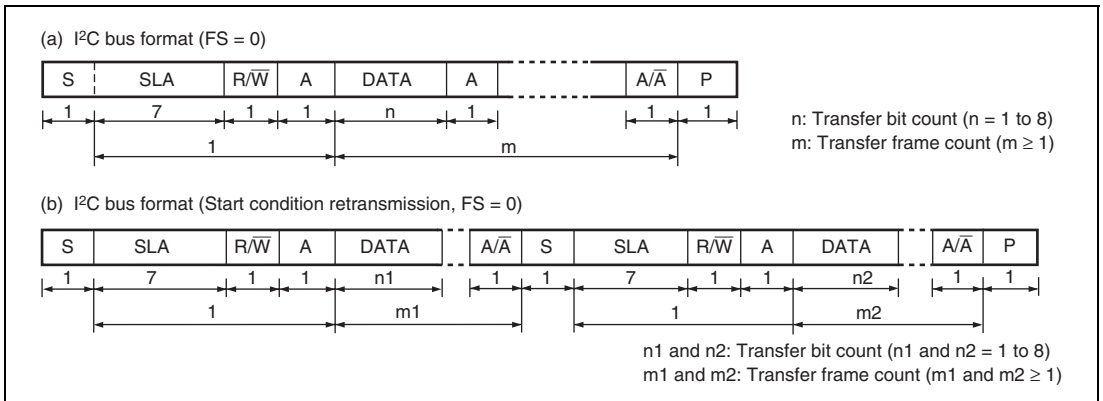 (a) I²C bus format (FS = 0)
S SLA R/W̅ A DATA A A/A̅ P
1 7 1 1 n 1 1 1
1 m
n: Transfer bit count (n = 1 to 8)
m: Transfer frame count (m ≥ 1)
(b) I²C bus format (Start condition retransmission, FS = 0)
S SLA R/W̅ A DATA A/A̅ S SLA R/W̅ A DATA A/A̅ P
1 7 1 1 n1 1 1 7 1 1 n2 1 1
1 m1 1 m2
n1 and n2: Transfer bit count (n1 and n2 = 1 to 8)
m1 and m2: Transfer frame count (m1 and m2 ≥ 1)